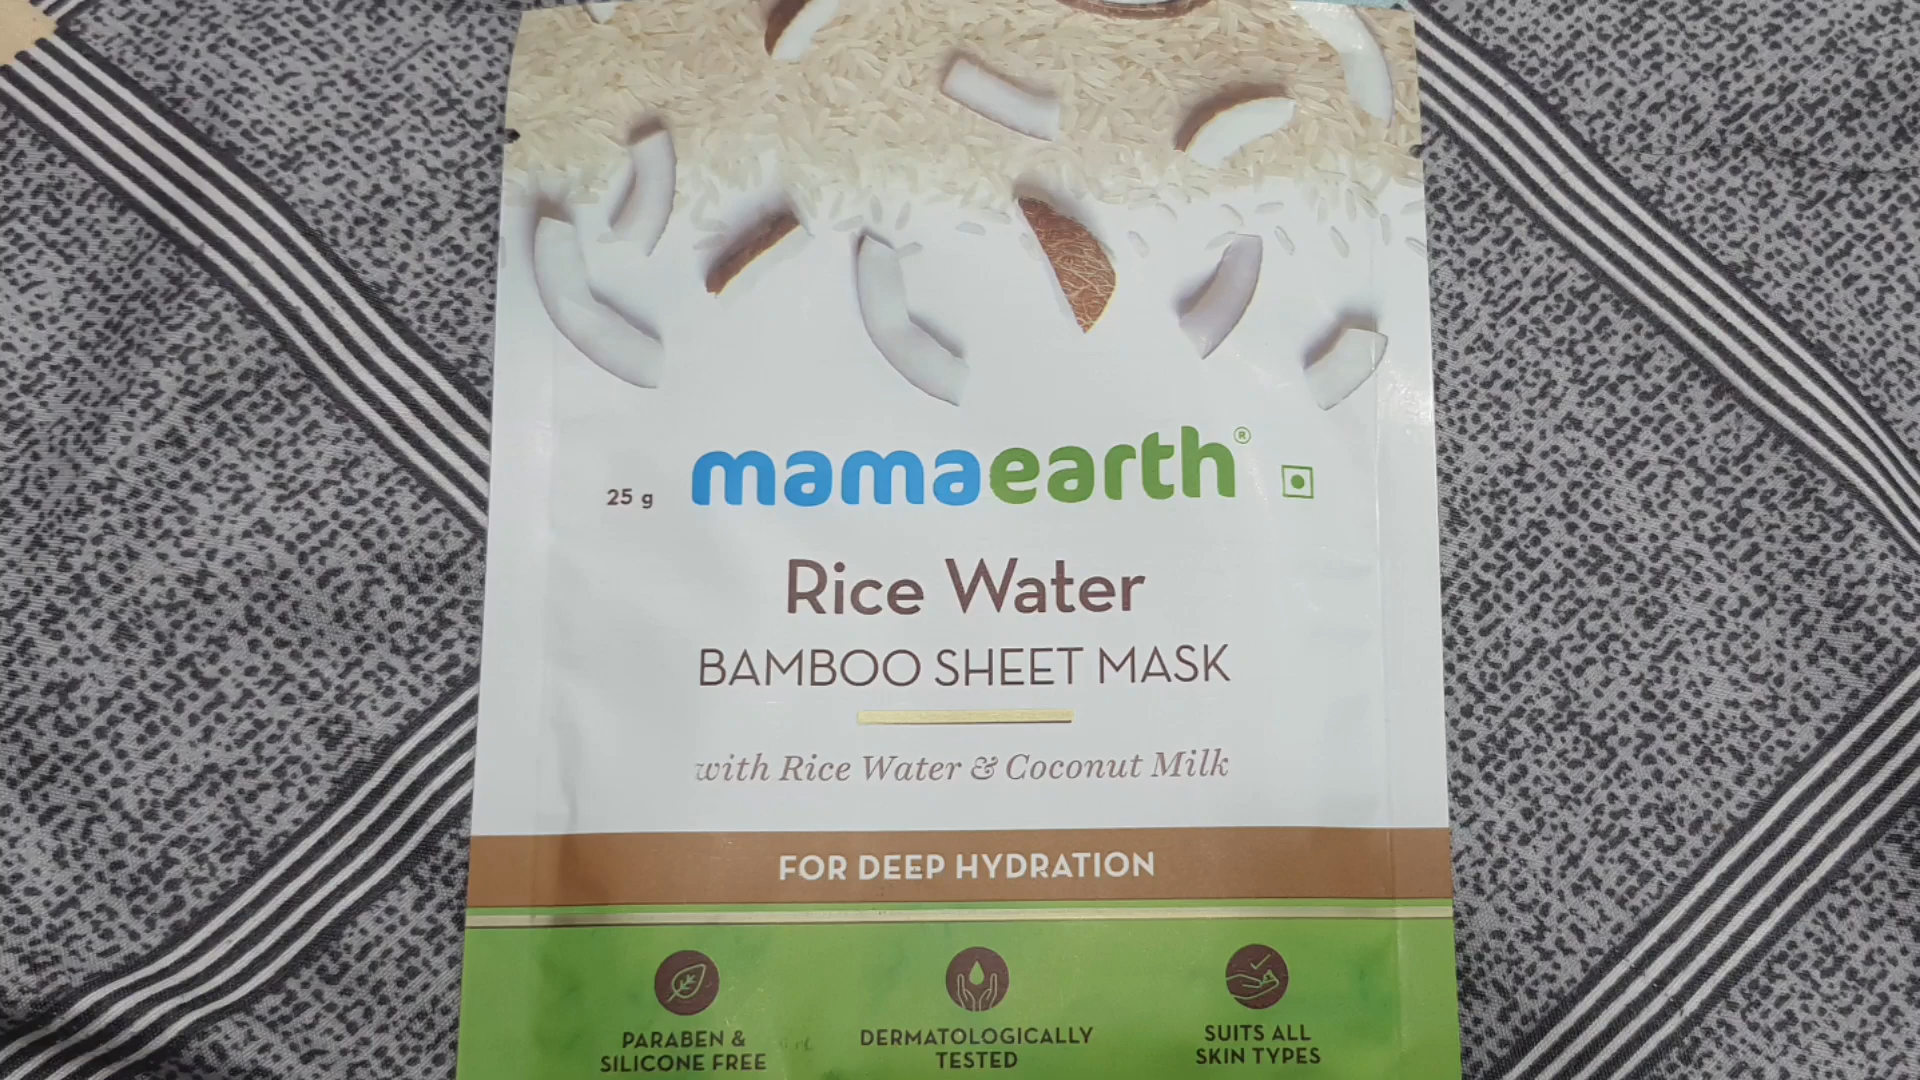 25 g mamaearth®
Rice Water
BAMBOO SHEET MASK
with Rice Water & Coconut Milk
FOR DEEP HYDRATION
PARABEN &
SILICONE FREE
DERMATOLOGICALLY
TESTED
SUITS ALL
SKIN TYPES